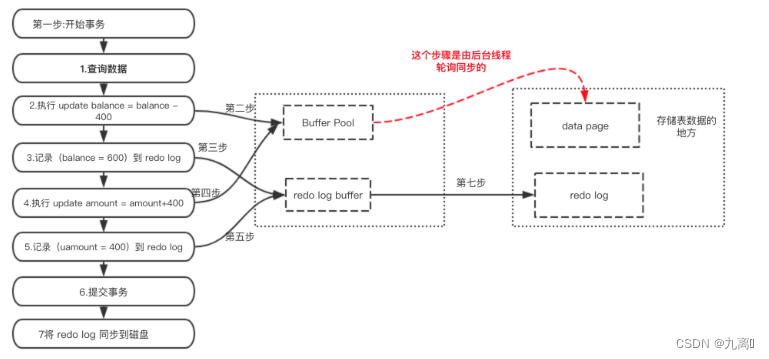 第一步:开始事务
1.查询数据
2.执行 update balance = balance -
400
3.记录（balance = 600）到 redo log
4.执行 update amount = amount+400
5.记录（uamount = 400）到 redo log
6.提交事务
7将 redo log 同步到磁盘
第二步
第三步
第四步
第五步
Buffer Pool
redo log buffer
这个步骤是由后台线程
轮询同步的
第七步
data page
redo log
存储表数据的
地方
CSDN @九离